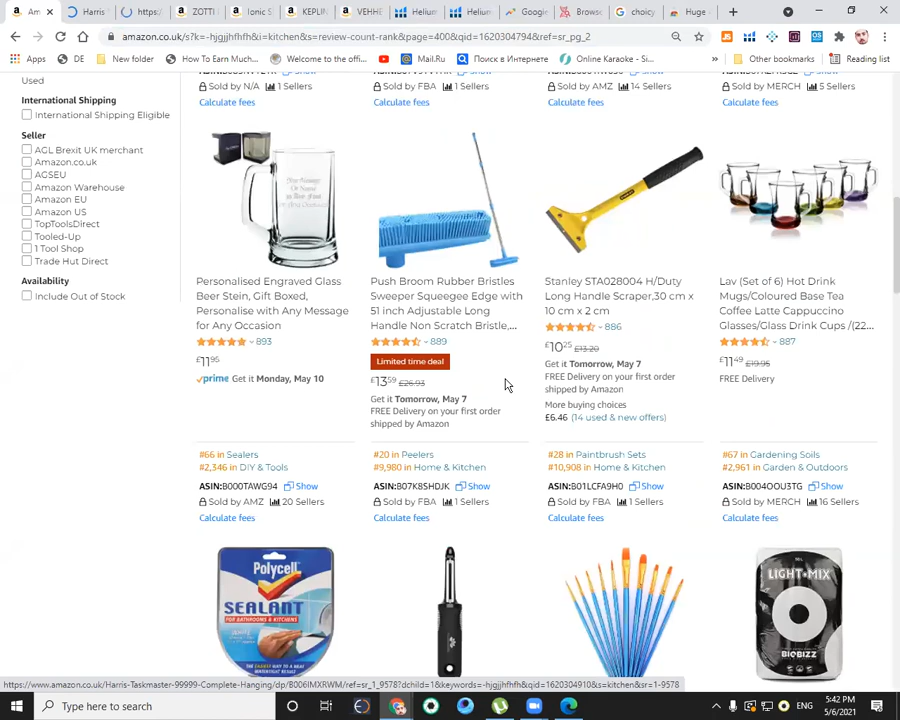 Am
Harris
https:/
ZOTTI
Ionic S
KEPLIN
VEHHE
Helium
Helium
Googl
Browse
choicy
Huge
amazon.co.uk/s?k=-hjgjjhfhfh&i=kitchen&s=review-count-rank&page=400&qid=1620304794&ref=sr_pg_2
Apps
DE
New folder
How To Earn Much...
Welcome to the offi...
Mail.Ru
Поиск в Интернете
Online Karaoke - S...
Other bookmarks
Reading list
Used
International Shipping
International Shipping Eligible
Seller
AGL Brexit UK merchant
Amazon.co.uk
AGSEU
Amazon Warehouse
Amazon EU
Amazon US
TopToolsDirect
Tooled-Up
1 Tool Shop
Trade Hut Direct
Availability
Include Out of Stock
Sold by N/A 1 Sellers
Calculate fees
Sold by FBA 1 Sellers
Calculate fees
Sold by AMZ 14 Sellers
Calculate fees
Sold by MERCH 5 Sellers
Calculate fees
Personalised Engraved Glass
Beer Stein, Gift Boxed,
Personalise with Any Message
for Any Occasion
893
£11.95
prime Get it Monday, May 10
Push Broom Rubber Bristles
Sweeper Squeegee Edge with
51 inch Adjustable Long
Handle Non Scratch Bristle,...
889
Limited time deal
£13.59 £26.93
Get it Tomorrow, May 7
FREE Delivery on your first order
shipped by Amazon
Stanley STA028004 H/Duty
Long Handle Scraper,30 cm x
10 cm x 2 cm
886
£10.25 £13.20
Get it Tomorrow, May 7
FREE Delivery on your first order
shipped by Amazon
More buying choices
£6.46 (14 used & new offers)
Lav (Set of 6) Hot Drink
Mugs/Coloured Base Tea
Coffee Latte Cappuccino
Glasses/Glass Drink Cups /(22...
887
£11.49 £19.95
FREE Delivery
#66 in Sealers
#2,346 in DIY & Tools
ASIN:B000TAWG94 Show
Sold by AMZ 20 Sellers
Calculate fees
#20 in Peelers
#9,980 in Home & Kitchen
ASIN:B07K8SHDJK Show
Sold by FBA 1 Sellers
Calculate fees
#28 in Paintbrush Sets
#10,908 in Home & Kitchen
ASIN:B01LCFA9H0 Show
Sold by FBA 1 Sellers
Calculate fees
#67 in Gardening Soils
#2,961 in Garden & Outdoors
ASIN:B004OOU3TG Show
Sold by MERCH 16 Sellers
Calculate fees
Polycell
SEALANT
FOR BATHROOMS & KITCHENS
LIGHT·MIX
BIOBIZZ
https://www.amazon.co.uk/Harris-Taskmaster-99999-Complete-Hanging/dp/B006IMXRWM/ref=sr_1_9578?dchild=1&keywords=-hjgjjhfhfh&qid=1620304910&s=kitchen&sr=1-9578
Type here to search
5:42 PM
5/6/2021